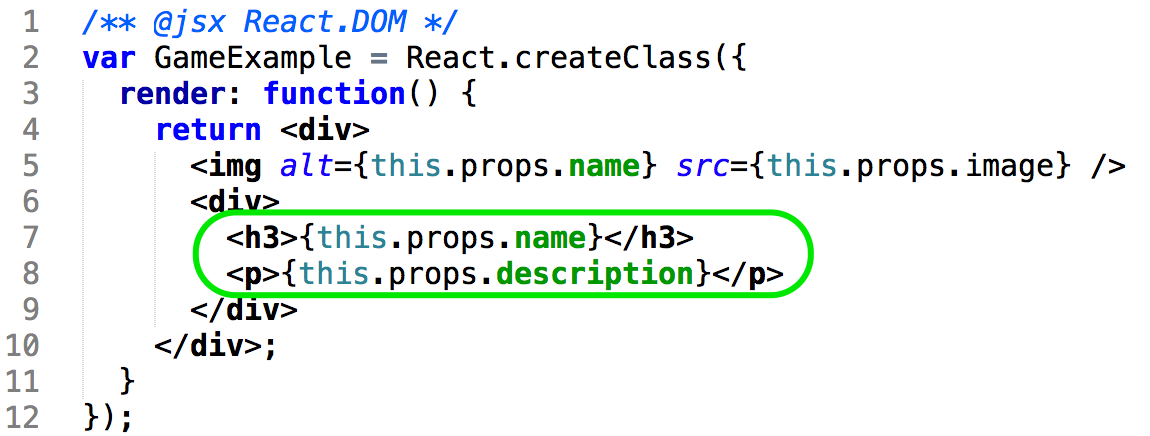 1 /** @jsx React.DOM */
2 var GameExample = React.createClass({
3   render: function() {
4     return <div>
5       <img alt={this.props.name} src={this.props.image} />
6       <div>
7         <h3>{this.props.name}</h3>
8         <p>{this.props.description}</p>
9       </div>
10     </div>;
11   }
12 });